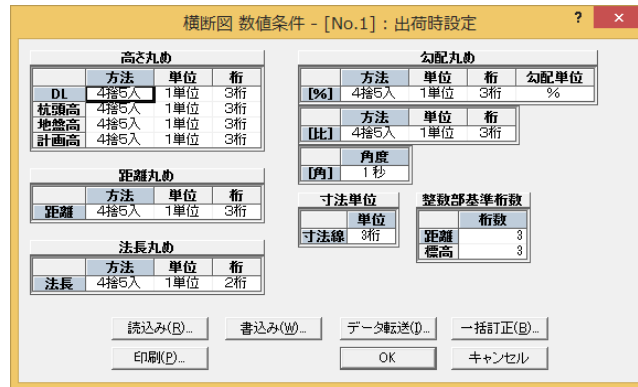 横断図 数値条件 - [No.1]：出荷時設定
? ×
高さ丸め
方法 単位 桁
DL 4捨5入 1単位 3桁
杭頭高 4捨5入 1単位 3桁
地盤高 4捨5入 1単位 3桁
計画高 4捨5入 1単位 3桁
距離丸め
方法 単位 桁
距離 4捨5入 1単位 3桁
法長丸め
方法 単位 桁
法長 4捨5入 1単位 2桁
勾配丸め
方法 単位 桁 勾配単位
[%] 4捨5入 1単位 3桁 %
方法 単位 桁
[比] 4捨5入 1単位 3桁
角度
[角] 1秒
寸法単位
単位
寸法線 3桁
整数部基準桁数
桁数
距離 3
標高 3
読込み(R)... 書込み(W)... データ転送(I)... 一括訂正(B)...
印刷(P)... OK キャンセル